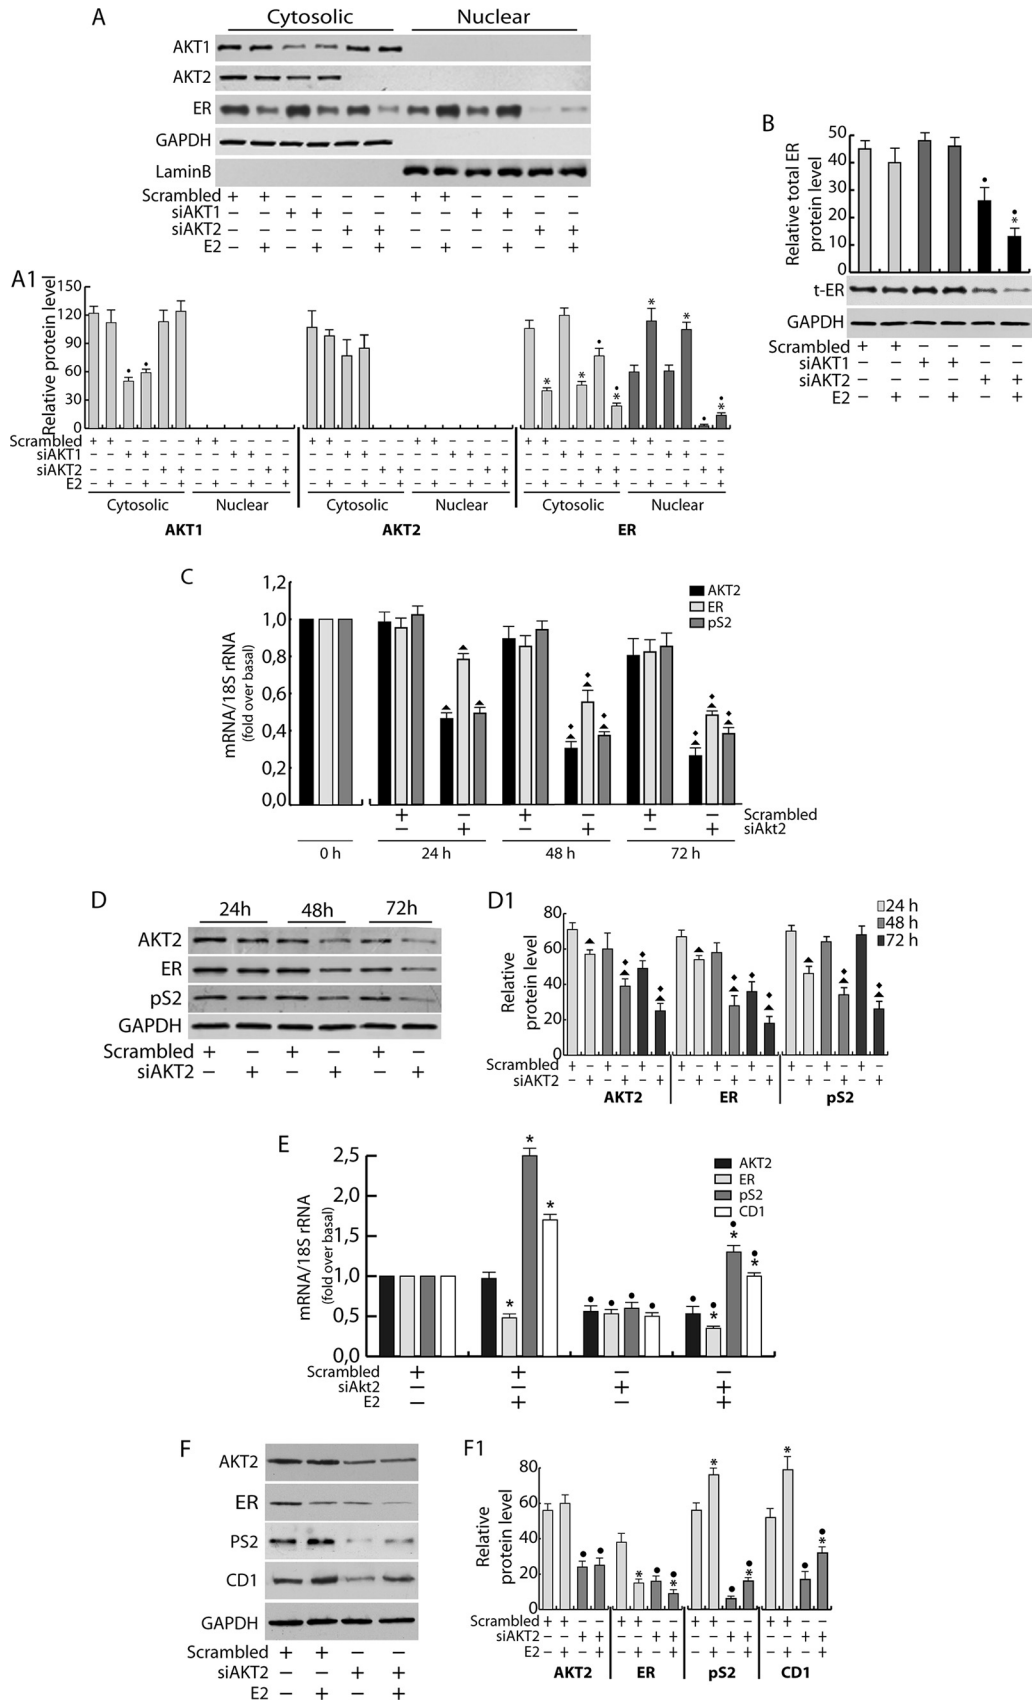 A
Cytosolic Nuclear
AKT1
AKT2
ER
GAPDH
LaminB
Scrambled + + − − − − + + − − − −
siAKT1 − − + + − − − − + + − −
siAKT2 − − − − + + − − − − + +
E2 − + − + − + − + − + − +
B
Relative total ER
protein level
50
40
30
20
10
0
t-ER
GAPDH
Scrambled + + − − − −
siAKT1 − − + + − −
siAKT2 − − − − + +
E2 − + − + − +
A1
Relative protein level
150
120
90
60
30
0
Scrambled + + − − − − + + − − − − + + − − − − + + − − − − + + − − − − + + − − − −
siAKT1 − − + + − − − − + + − − − − + + − − − − + + − − − − + + − − − − + + − −
siAKT2 − − − − + + − − − − + + − − − − + + − − − − + + − − − − + + − − − − + +
E2 − + − + − + − + − + − + − + − + − + − + − + − + − + − + − + − + − + − +
Cytosolic Nuclear Cytosolic Nuclear Cytosolic Nuclear
AKT1 AKT2 ER
C
mRNA/18S rRNA
(fold over basal)
1,2
1,0
0,8
0,6
0,4
0,2
0,0
AKT2
ER
pS2
+ − + − + − Scrambled
− + − + − + siAkt2
0 h 24 h 48 h 72 h
D
24h 48h 72h
AKT2
ER
pS2
GAPDH
Scrambled + − + − + −
siAKT2 − + − + − +
D1
24 h
48 h
72 h
Relative
protein level
80
60
40
20
0
Scrambled + − + − + − + − + − + − + − + − + −
siAKT2 − + − + − + − + − + − + − + − + − +
AKT2 ER pS2
E
mRNA/18S rRNA
(fold over basal)
2,5
2,0
1,5
1,0
0,5
0,0
AKT2
ER
pS2
CD1
Scrambled + + − −
siAkt2 − − + +
E2 − + − +
F
AKT2
ER
PS2
CD1
GAPDH
Scrambled + + − −
siAKT2 − − + +
E2 − + − +
F1
Relative
protein level
80
60
40
20
0
Scrambled + + − − + + − − + + − − + + − −
siAKT2 − − + + − − + + − − + + − − + +
E2 − + − + − + − + − + − + − + − +
AKT2 ER pS2 CD1